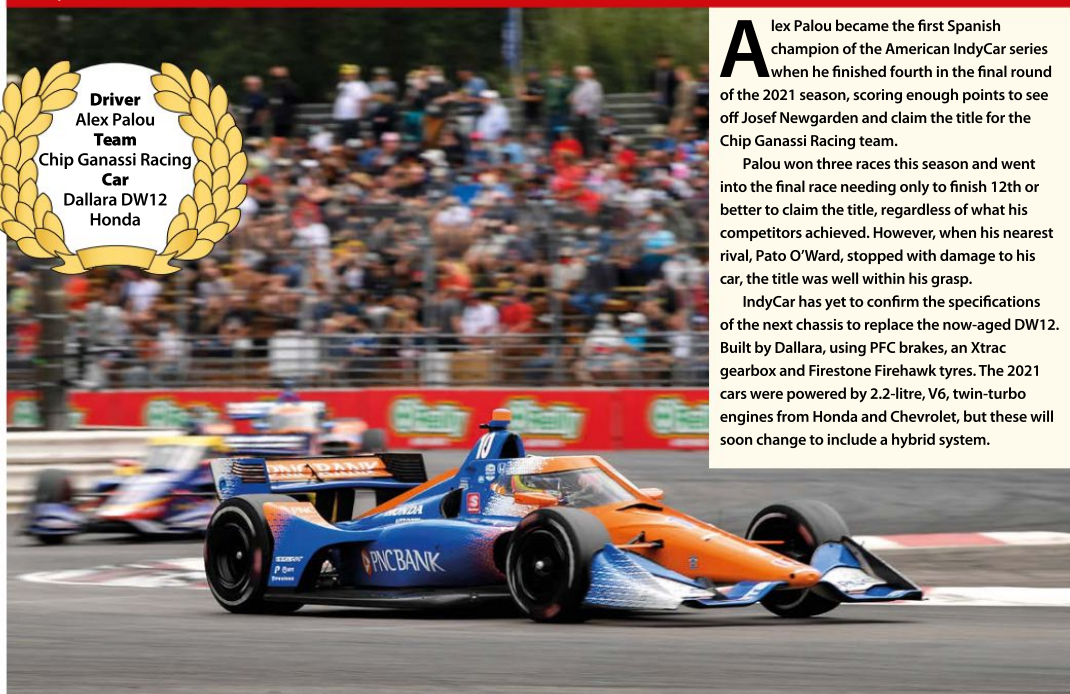 Driver
Alex Palou
Team
Chip Ganassi Racing
Car
Dallara DW12
Honda
Alex Palou became the first Spanish
champion of the American IndyCar series
when he finished fourth in the final round
of the 2021 season, scoring enough points to see
off Josef Newgarden and claim the title for the
Chip Ganassi Racing team.
Palou won three races this season and went
into the final race needing only to finish 12th or
better to claim the title, regardless of what his
competitors achieved. However, when his nearest
rival, Pato O’Ward, stopped with damage to his
car, the title was well within his grasp.
IndyCar has yet to confirm the specifications
of the next chassis to replace the now-aged DW12.
Built by Dallara, using PFC brakes, an Xtrac
gearbox and Firestone Firehawk tyres. The 2021
cars were powered by 2.2-litre, V6, twin-turbo
engines from Honda and Chevrolet, but these will
soon change to include a hybrid system.
10
PNC BANK
HONDA
PNC
PNCBANK
Firestone